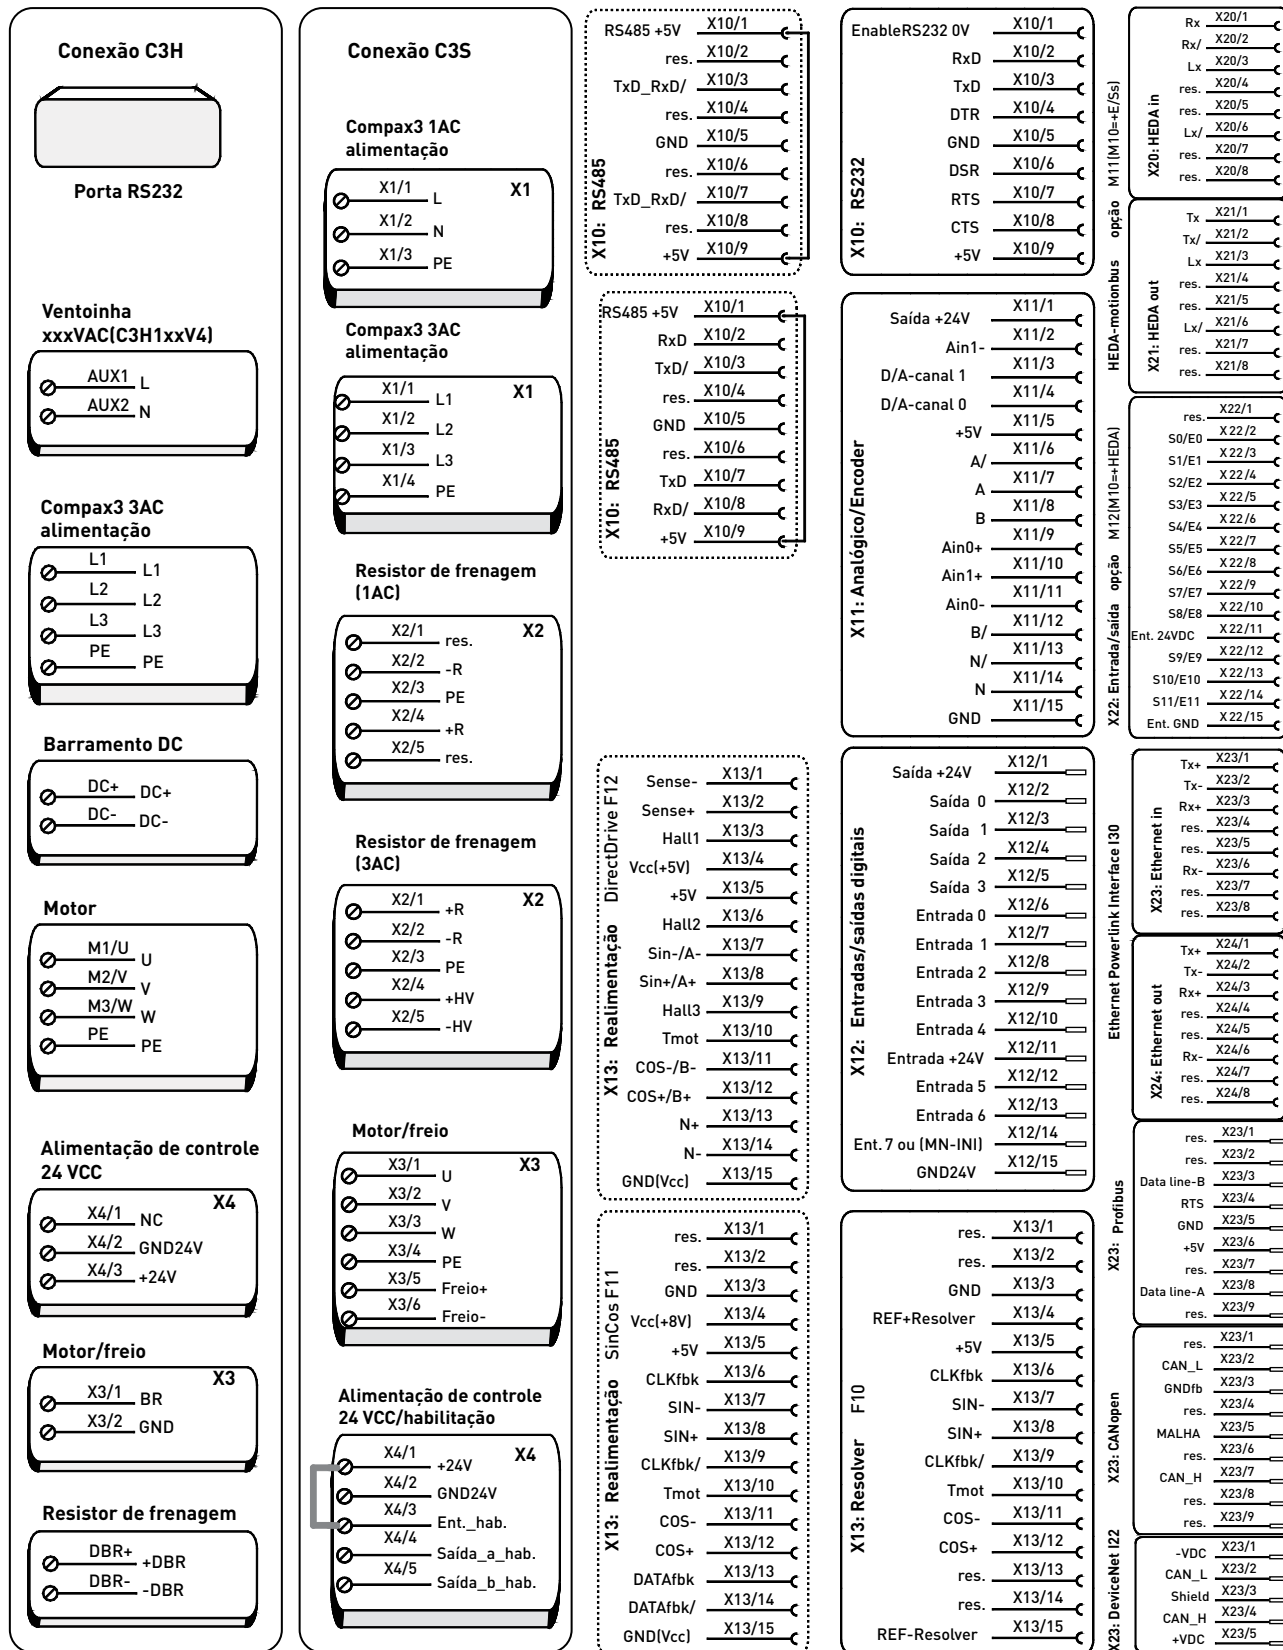 Conexão C3H
Porta RS232
Ventoinha
xxxVAC(C3H1xxV4)
AUX1 L
AUX2 N
Compax3 3AC
alimentação
L1 L1
L2 L2
L3 L3
PE PE
Barramento DC
DC+ DC+
DC- DC-
Motor
M1/U U
M2/V V
M3/W W
PE PE
Alimentação de controle
24 VCC
X4
X4/1 NC
X4/2 GND24V
X4/3 +24V
Motor/freio
X3
X3/1 BR
X3/2 GND
Resistor de frenagem
DBR+ +DBR
DBR- -DBR
Conexão C3S
Compax3 1AC
alimentação
X1
X1/1 L
X1/2 N
X1/3 PE
Compax3 3AC
alimentação
X1
X1/1 L1
X1/2 L2
X1/3 L3
X1/4 PE
Resistor de frenagem
(1AC)
X2
X2/1 res.
X2/2 -R
X2/3 PE
X2/4 +R
X2/5 res.
Resistor de frenagem
(3AC)
X2
X2/1 +R
X2/2 -R
X2/3 PE
X2/4 +HV
X2/5 -HV
Motor/freio
X3
X3/1 U
X3/2 V
X3/3 W
X3/4 PE
X3/5 Freio+
X3/6 Freio-
Alimentação de controle
24 VCC/habilitação
X4
X4/1 +24V
X4/2 GND24V
X4/3 Ent._hab.
X4/4 Saída_a_hab.
X4/5 Saída_b_hab.
X10: RS485
RS485 +5V X10/1
res. X10/2
TxD_RxD/ X10/3
res. X10/4
GND X10/5
res. X10/6
TxD_RxD/ X10/7
res. X10/8
+5V X10/9
X10: RS485
RS485 +5V X10/1
RxD X10/2
TxD/ X10/3
res. X10/4
GND X10/5
res. X10/6
TxD X10/7
RxD/ X10/8
+5V X10/9
X13: Realimentação DirectDrive F12
Sense- X13/1
Sense+ X13/2
Hall1 X13/3
Vcc(+5V) X13/4
+5V X13/5
Hall2 X13/6
Sin-/A- X13/7
Sin+/A+ X13/8
Hall3 X13/9
Tmot X13/10
COS-/B- X13/11
COS+/B+ X13/12
N+ X13/13
N- X13/14
GND(Vcc) X13/15
X13: Realimentação SinCos F11
res. X13/1
res. X13/2
GND X13/3
Vcc(+8V) X13/4
+5V X13/5
CLKfbk X13/6
SIN- X13/7
SIN+ X13/8
CLKfbk/ X13/9
Tmot X13/10
COS- X13/11
COS+ X13/12
DATAfbk X13/13
DATAfbk/ X13/14
GND(Vcc) X13/15
X10: RS232
EnableRS232 0V X10/1
RxD X10/2
TxD X10/3
DTR X10/4
GND X10/5
DSR X10/6
RTS X10/7
CTS X10/8
+5V X10/9
X11: Analógico/Encoder
Saída +24V X11/1
Ain1- X11/2
D/A-canal 1 X11/3
D/A-canal 0 X11/4
+5V X11/5
A/ X11/6
A X11/7
B X11/8
Ain0+ X11/9
Ain1+ X11/10
Ain0- X11/11
B/ X11/12
N/ X11/13
N X11/14
GND X11/15
X12: Entradas/saídas digitais
Saída +24V X12/1
Saída 0 X12/2
Saída 1 X12/3
Saída 2 X12/4
Saída 3 X12/5
Entrada 0 X12/6
Entrada 1 X12/7
Entrada 2 X12/8
Entrada 3 X12/9
Entrada 4 X12/10
Entrada +24V X12/11
Entrada 5 X12/12
Entrada 6 X12/13
Ent. 7 ou (MN-INI) X12/14
GND24V X12/15
X13: Resolver F10
res. X13/1
res. X13/2
GND X13/3
REF+Resolver X13/4
+5V X13/5
CLKfbk X13/6
SIN- X13/7
SIN+ X13/8
CLKfbk/ X13/9
Tmot X13/10
COS- X13/11
COS+ X13/12
res. X13/13
res. X13/14
REF-Resolver X13/15
HEDA-motionbus opção M11(M10=+E/Ss)
X20: HEDA in
Rx X20/1
Rx/ X20/2
Lx X20/3
res. X20/4
res. X20/5
Lx/ X20/6
res. X20/7
res. X20/8
X21: HEDA out
Tx X21/1
Tx/ X21/2
Lx X21/3
res. X21/4
res. X21/5
Lx/ X21/6
res. X21/7
res. X21/8
X22: Entrada/saída opção M12(M10=+HEDA)
res. X22/1
S0/E0 X22/2
S1/E1 X22/3
S2/E2 X22/4
S3/E3 X22/5
S4/E4 X22/6
S5/E5 X22/7
S6/E6 X22/8
S7/E7 X22/9
S8/E8 X22/10
Ent. 24VDC X22/11
S9/E9 X22/12
S10/E10 X22/13
S11/E11 X22/14
Ent. GND X22/15
Ethernet Powerlink Interface I30
X23: Ethernet in
Tx+ X23/1
Tx- X23/2
Rx+ X23/3
res. X23/4
res. X23/5
Rx- X23/6
res. X23/7
res. X23/8
X24: Ethernet out
Tx+ X24/1
Tx- X24/2
Rx+ X24/3
res. X24/4
res. X24/5
Rx- X24/6
res. X24/7
res. X24/8
X23: Profibus
res. X23/1
res. X23/2
Data line-B X23/3
RTS X23/4
GND X23/5
+5V X23/6
res. X23/7
Data line-A X23/8
res. X23/9
X23: CANopen
res. X23/1
CAN_L X23/2
GNDfb X23/3
res. X23/4
MALHA X23/5
res. X23/6
CAN_H X23/7
res. X23/8
res. X23/9
X23: DeviceNet I22
-VDC X23/1
CAN_L X23/2
Shield X23/3
CAN_H X23/4
+VDC X23/5